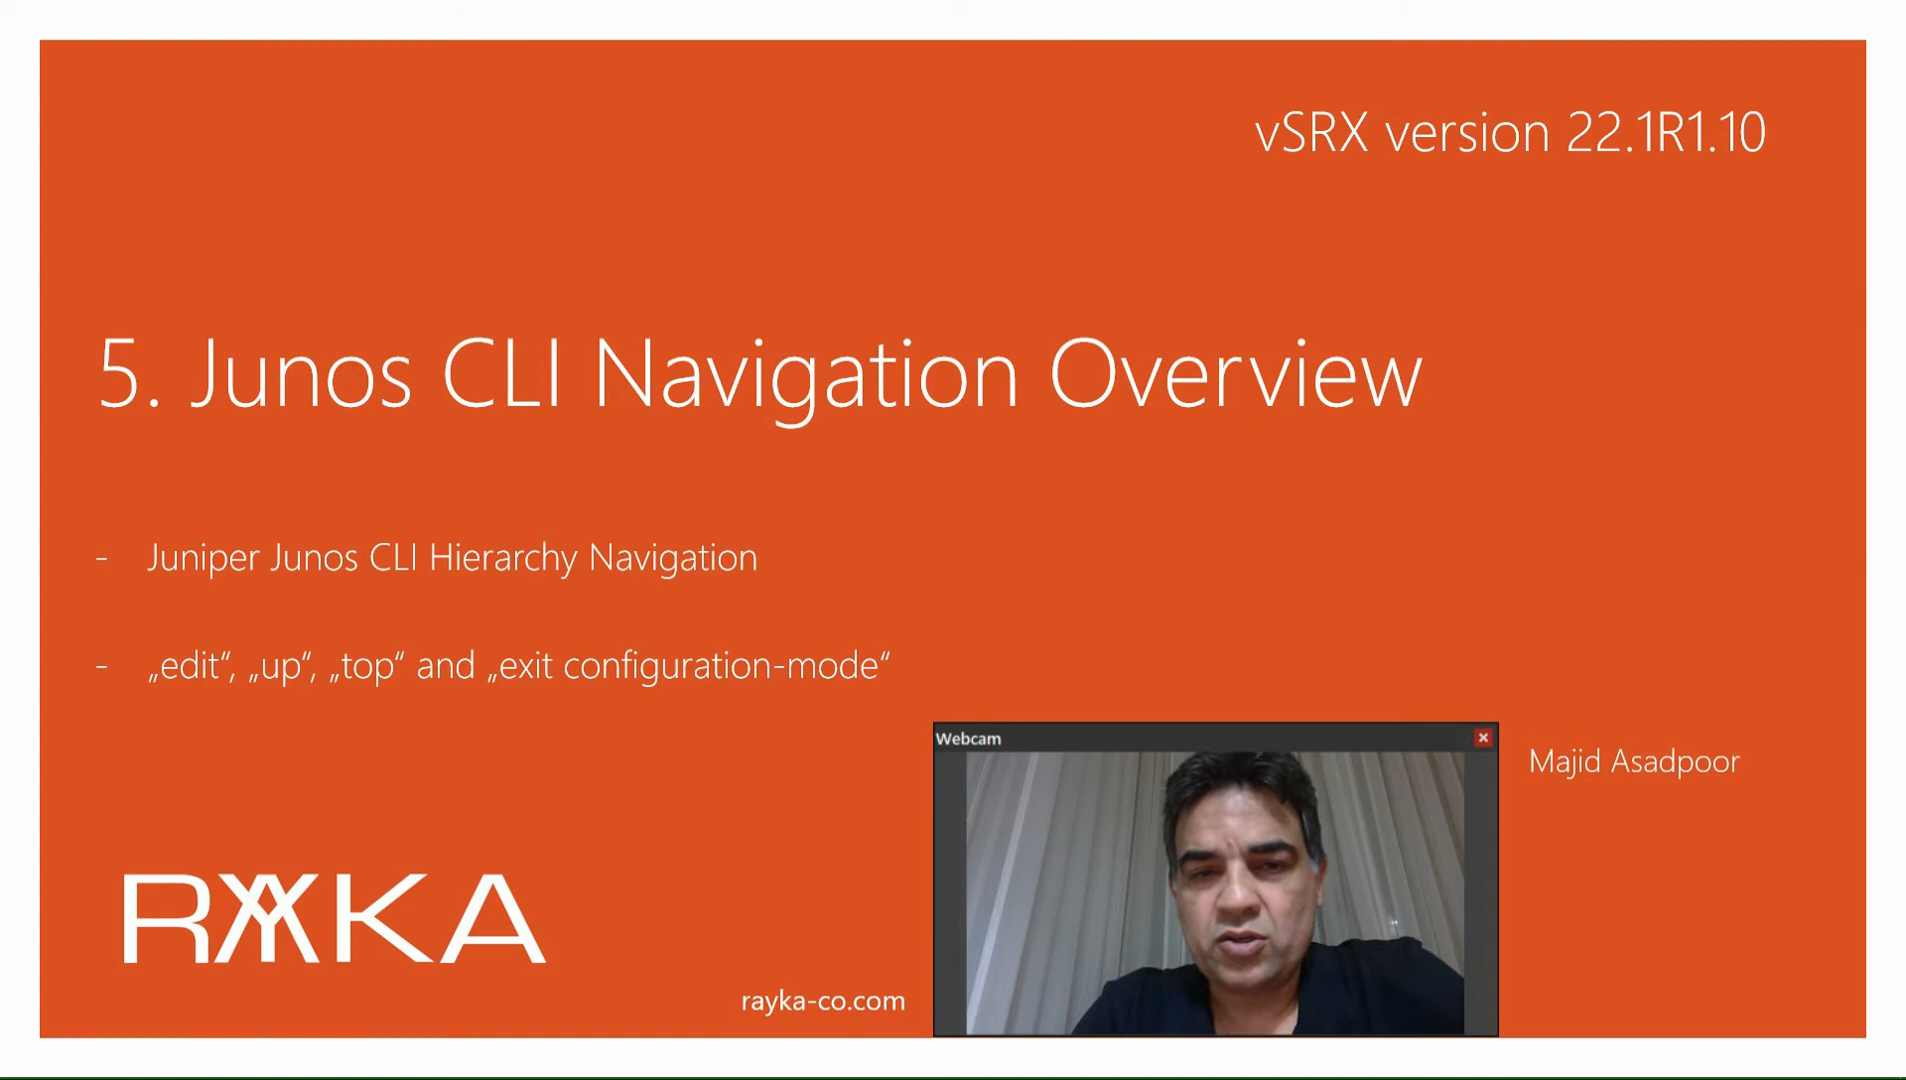 vSRX version 22.1R1.10
5. Junos CLI Navigation Overview
- Juniper Junos CLI Hierarchy Navigation
- „edit“, „up“, „top“ and „exit configuration-mode“
Webcam
Majid Asadpoor
RAYKA
rayka-co.com